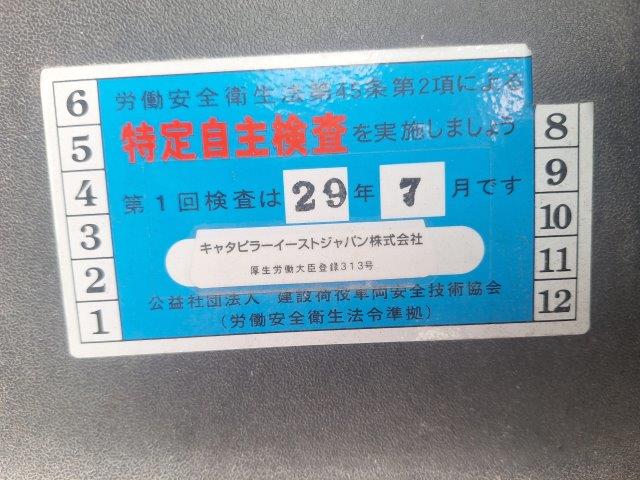 労働安全衛生法第45条第2項による
特定自主検査を実施しましょう
第1回検査は 29 年 7 月です
キャタピラーイーストジャパン株式会社
厚生労働大臣登録313号
公益社団法人 建設荷役車両安全技術協会
(労働安全衛生法令準拠)
6
5
4
3
2
1
8
9
10
11
12